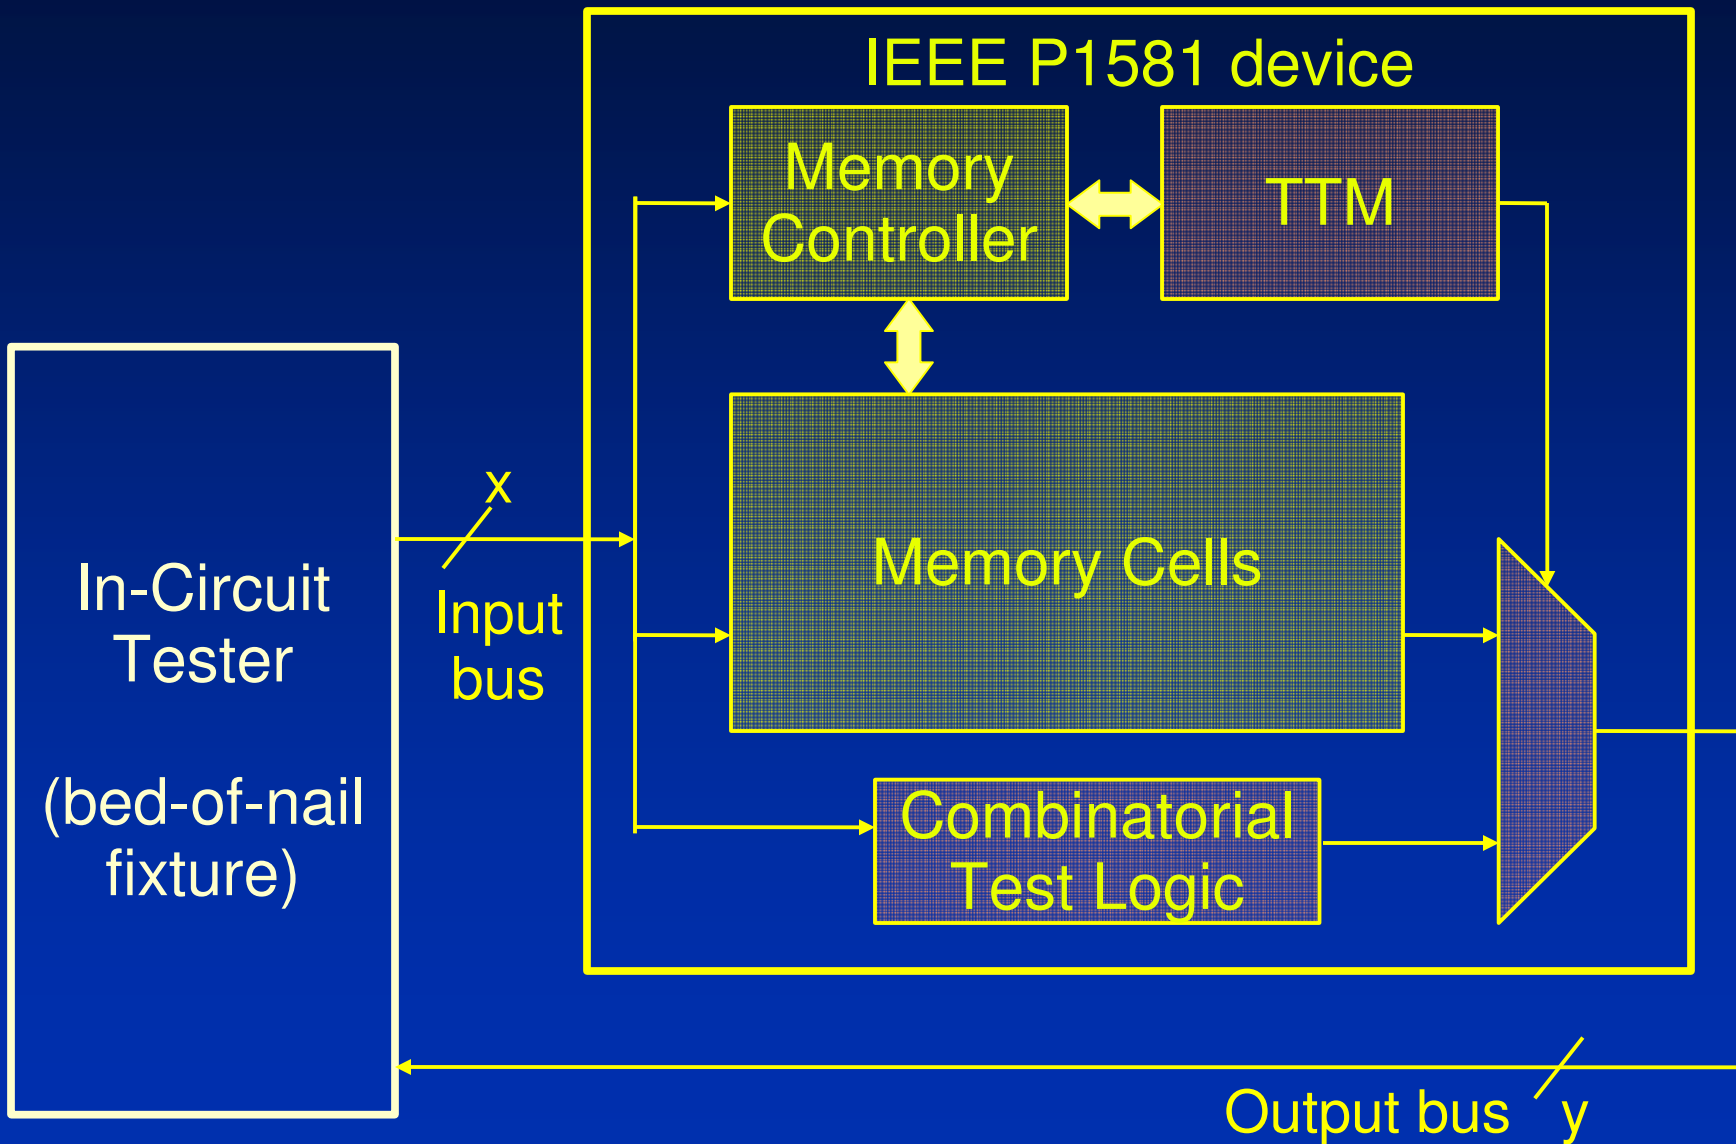 IEEE P1581 device
Memory
Controller
TTM
x
Input
bus
Memory Cells
In-Circuit
Tester
(bed-of-nail
fixture)
Combinatorial
Test Logic
Output bus y